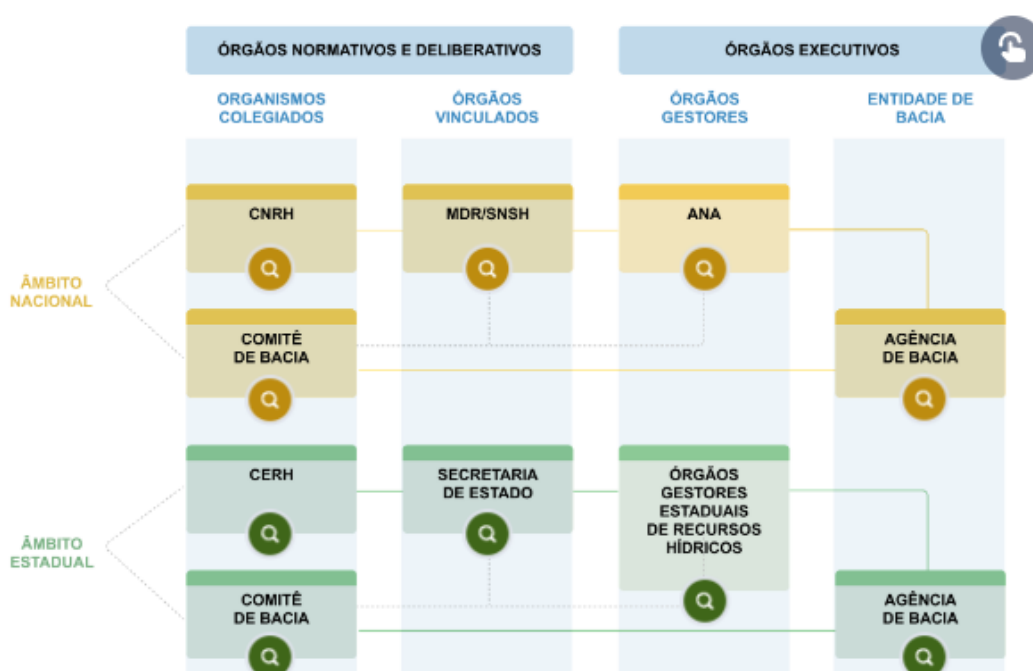 ÓRGÃOS NORMATIVOS E DELIBERATIVOS
ÓRGÃOS EXECUTIVOS
ORGANISMOS
COLEGIADOS
ÓRGÃOS
VINCULADOS
ÓRGÃOS
GESTORES
ENTIDADE DE
BACIA
ÂMBITO
NACIONAL
CNRH
MDR/SNSH
ANA
COMITÊ
DE BACIA
AGÊNCIA
DE BACIA
ÂMBITO
ESTADUAL
CERH
SECRETARIA
DE ESTADO
ÓRGÃOS
GESTORES
ESTADUAIS
DE RECURSOS
HÍDRICOS
COMITÊ
DE BACIA
AGÊNCIA
DE BACIA